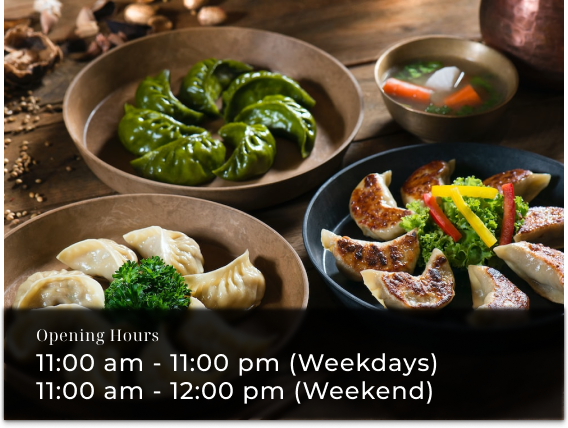 Opening Hours
11:00 am - 11:00 pm (Weekdays)
11:00 am - 12:00 pm (Weekend)